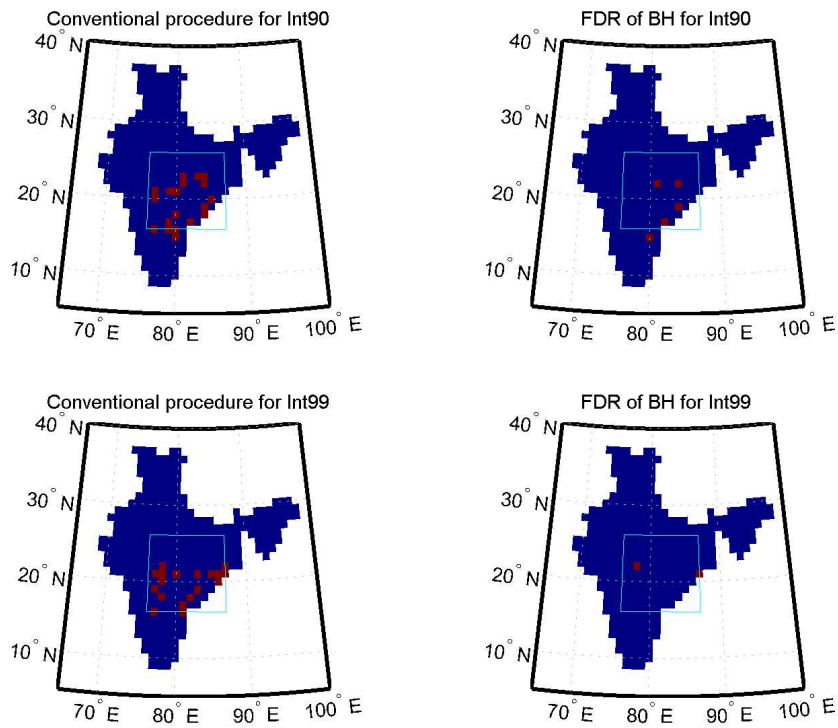 Conventional procedure for Int90
40° N
30° N
20° N
10° N
70° E
80° E
90° E
100° E
FDR of BH for Int90
40° N
30° N
20° N
10° N
70° E
80° E
90° E
100° E
Conventional procedure for Int99
40° N
30° N
20° N
10° N
70° E
80° E
90° E
100° E
FDR of BH for Int99
40° N
30° N
20° N
10° N
70° E
80° E
90° E
100° E